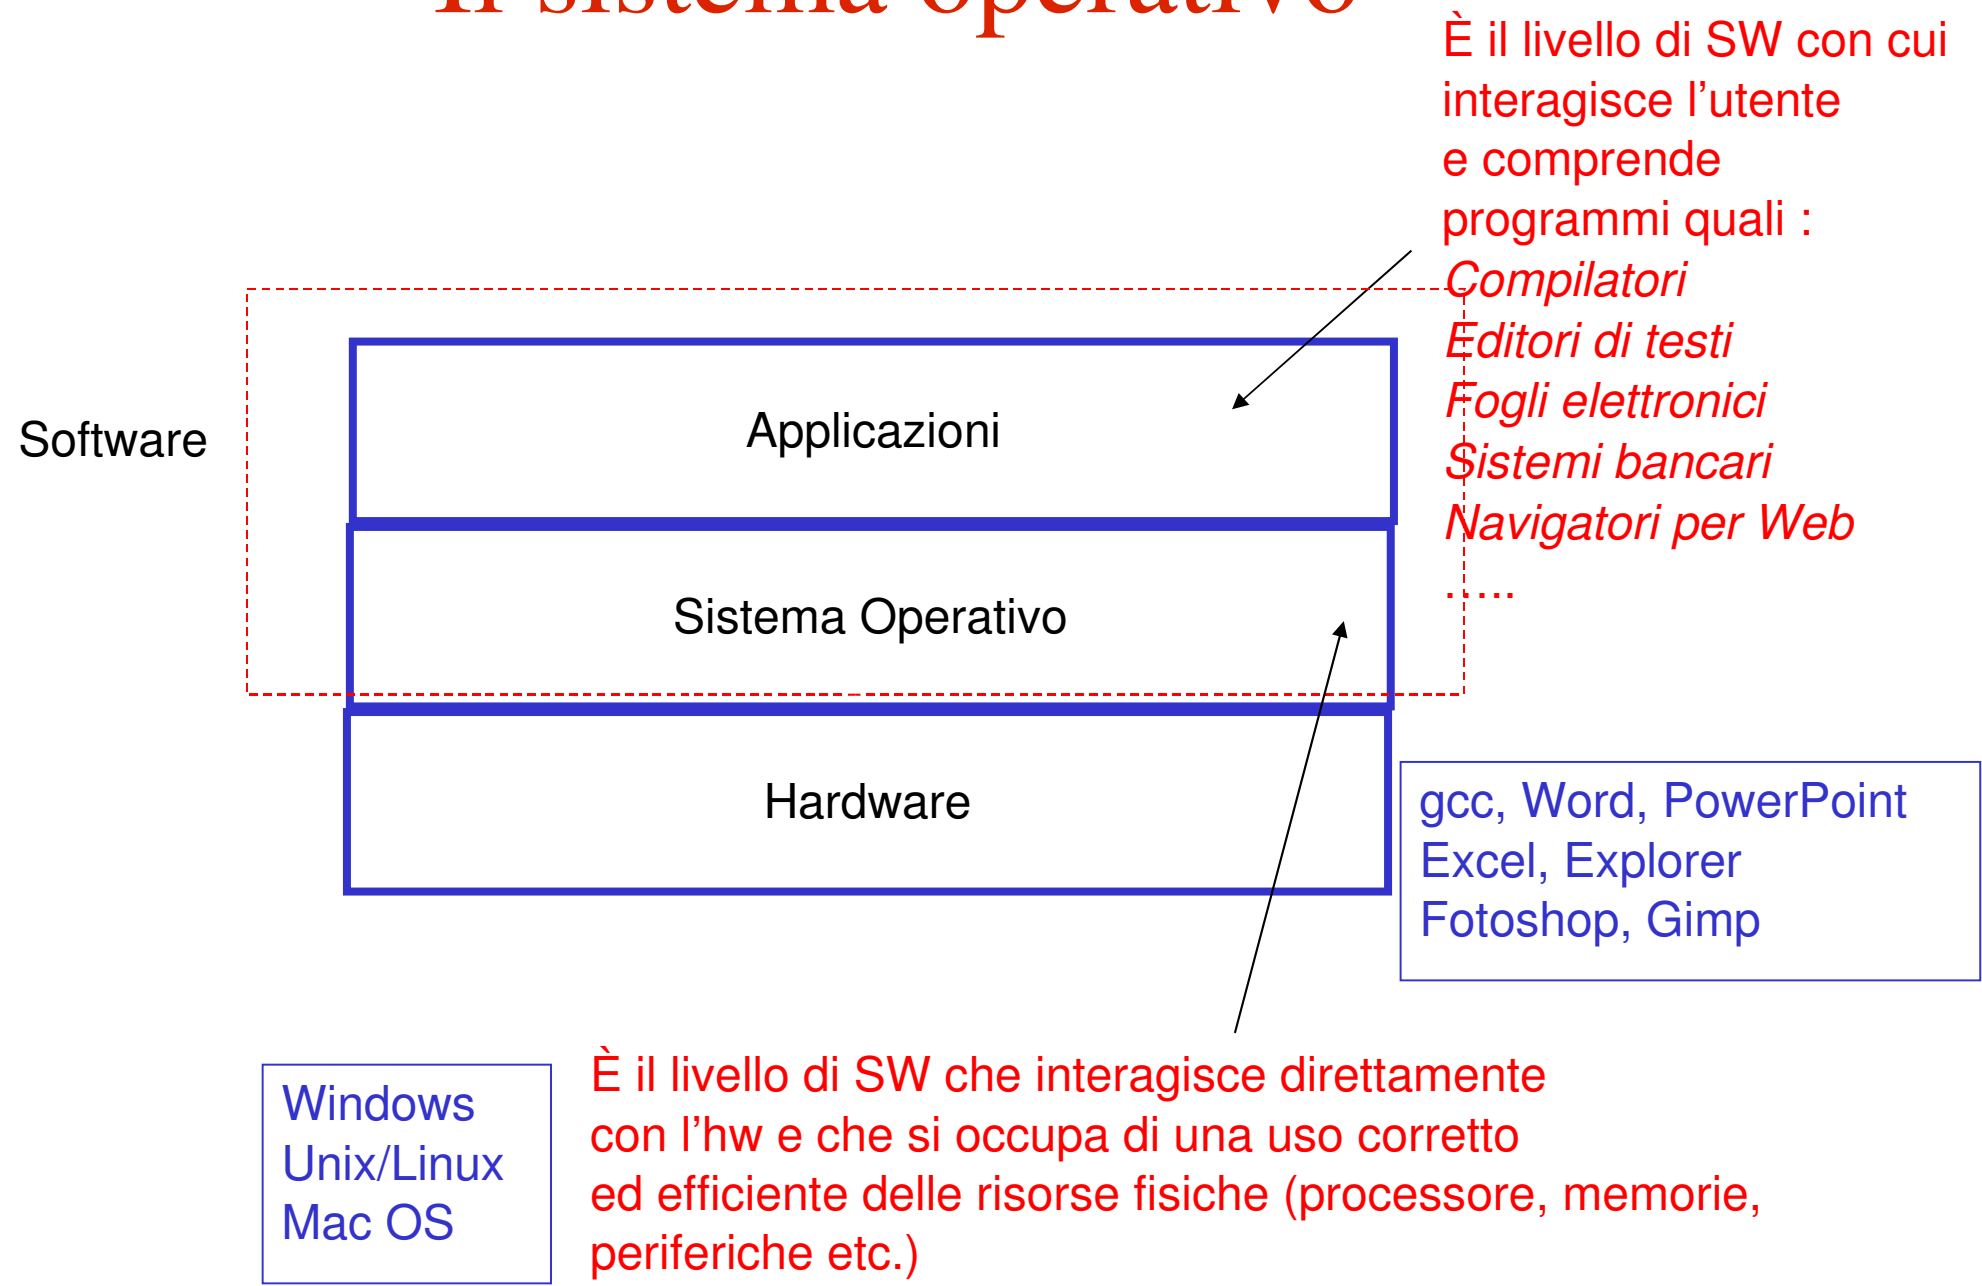 Il sistema operativo
È il livello di SW con cui
interagisce l’utente
e comprende
programmi quali :
Compilatori
Editori di testi
Fogli elettronici
Sistemi bancari
Navigatori per Web
…..
Software
Applicazioni
Sistema Operativo
Hardware
gcc, Word, PowerPoint
Excel, Explorer
Fotoshop, Gimp
Windows
Unix/Linux
Mac OS
È il livello di SW che interagisce direttamente
con l’hw e che si occupa di una uso corretto
ed efficiente delle risorse fisiche (processore, memorie,
periferiche etc.)